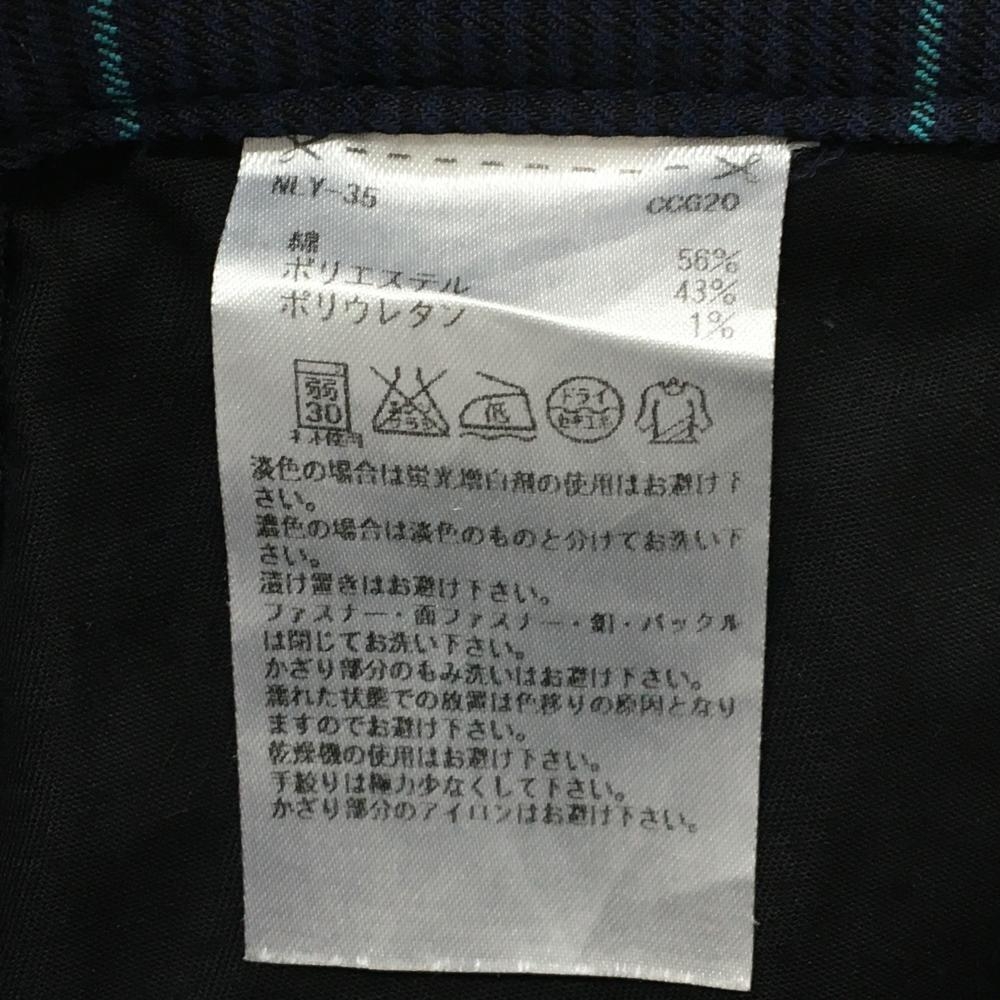 NLY-35 CCG20
綿 56%
ポリエステル 43%
ポリウレタン 1%
弱
30
ネット使用
エンソ
サラシ
低
ドライ
セキユ系
淡色の場合は蛍光増白剤の使用はお避け下
さい。
濃色の場合は淡色のものと分けてお洗い下
さい。
漬け置きはお避け下さい。
ファスナー・面ファスナー・釦・バックル
は閉じてお洗い下さい。
かざり部分のもみ洗いはお避け下さい。
濡れた状態での放置は色移りの原因となり
ますのでお避け下さい。
乾燥機の使用はお避け下さい。
手絞りは極力少なくして下さい。
かざり部分のアイロンはお避け下さい。